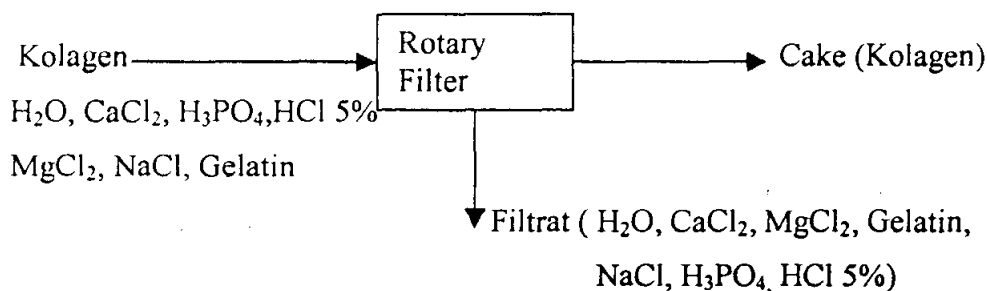 Kolagen
H₂O, CaCl₂, H₃PO₄,HCl 5%
MgCl₂, NaCl, Gelatin
Rotary
Filter
Cake (Kolagen)
Filtrat ( H₂O, CaCl₂, MgCl₂, Gelatin,
NaCl, H₃PO₄, HCl 5%)